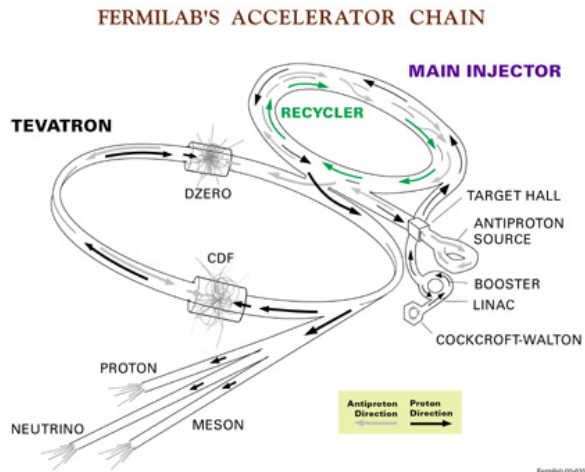 FERMILAB'S ACCELERATOR CHAIN
MAIN INJECTOR
RECYCLER
TEVATRON
DZERO
TARGET HALL
ANTIPROTON
SOURCE
CDF
BOOSTER
LINAC
COCKCROFT-WALTON
PROTON
NEUTRINO
MESON
Antiproton Direction
Proton Direction